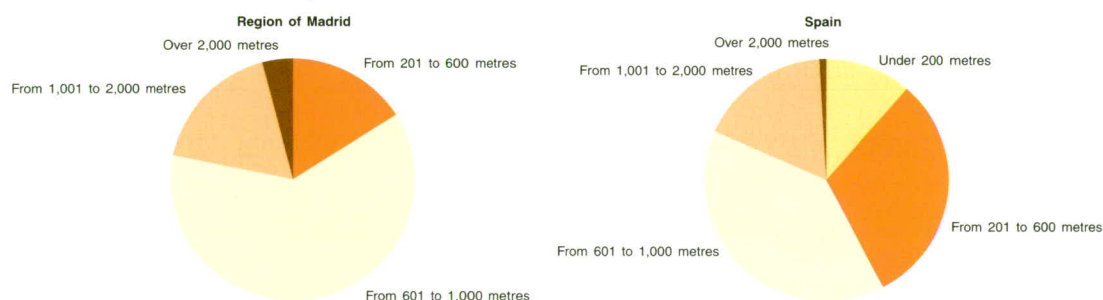 Region of Madrid
Over 2,000 metres
From 201 to 600 metres
From 1,001 to 2,000 metres
From 601 to 1,000 metres
Spain
Over 2,000 metres
Under 200 metres
From 1,001 to 2,000 metres
From 201 to 600 metres
From 601 to 1,000 metres